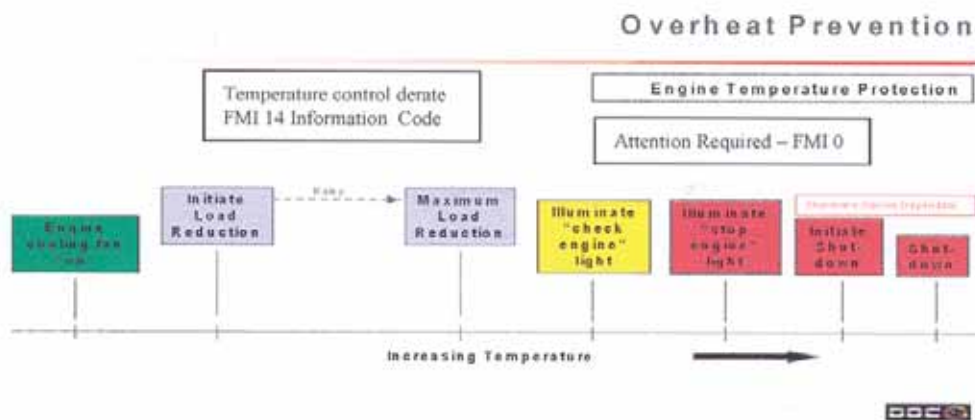 Overheat Prevention
Temperature control derate
FMI 14 Information Code
Engine Temperature Protection
Attention Required – FMI 0
Engine
cooling fan
"on"
Initiate
Load
Reduction
Ramp
Maximum
Load
Reduction
Illuminate
"check
engine"
light
Illuminate
"stop
engine"
light
Initiate
Shut-
down
Shut-
down
Increasing Temperature
DDC